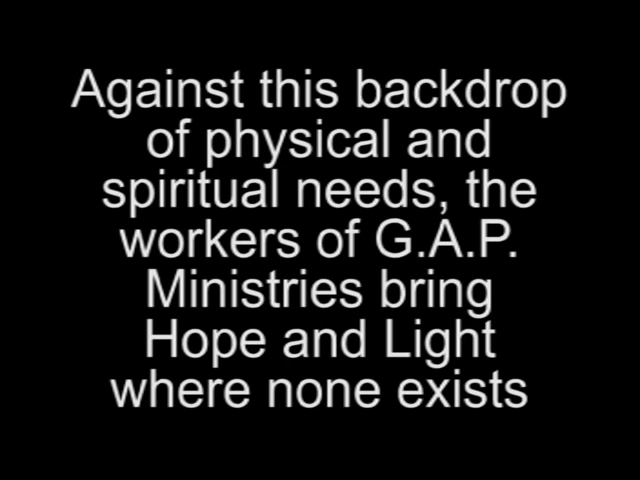 Against this backdrop
of physical and
spiritual needs, the
workers of G.A.P.
Ministries bring
Hope and Light
where none exists